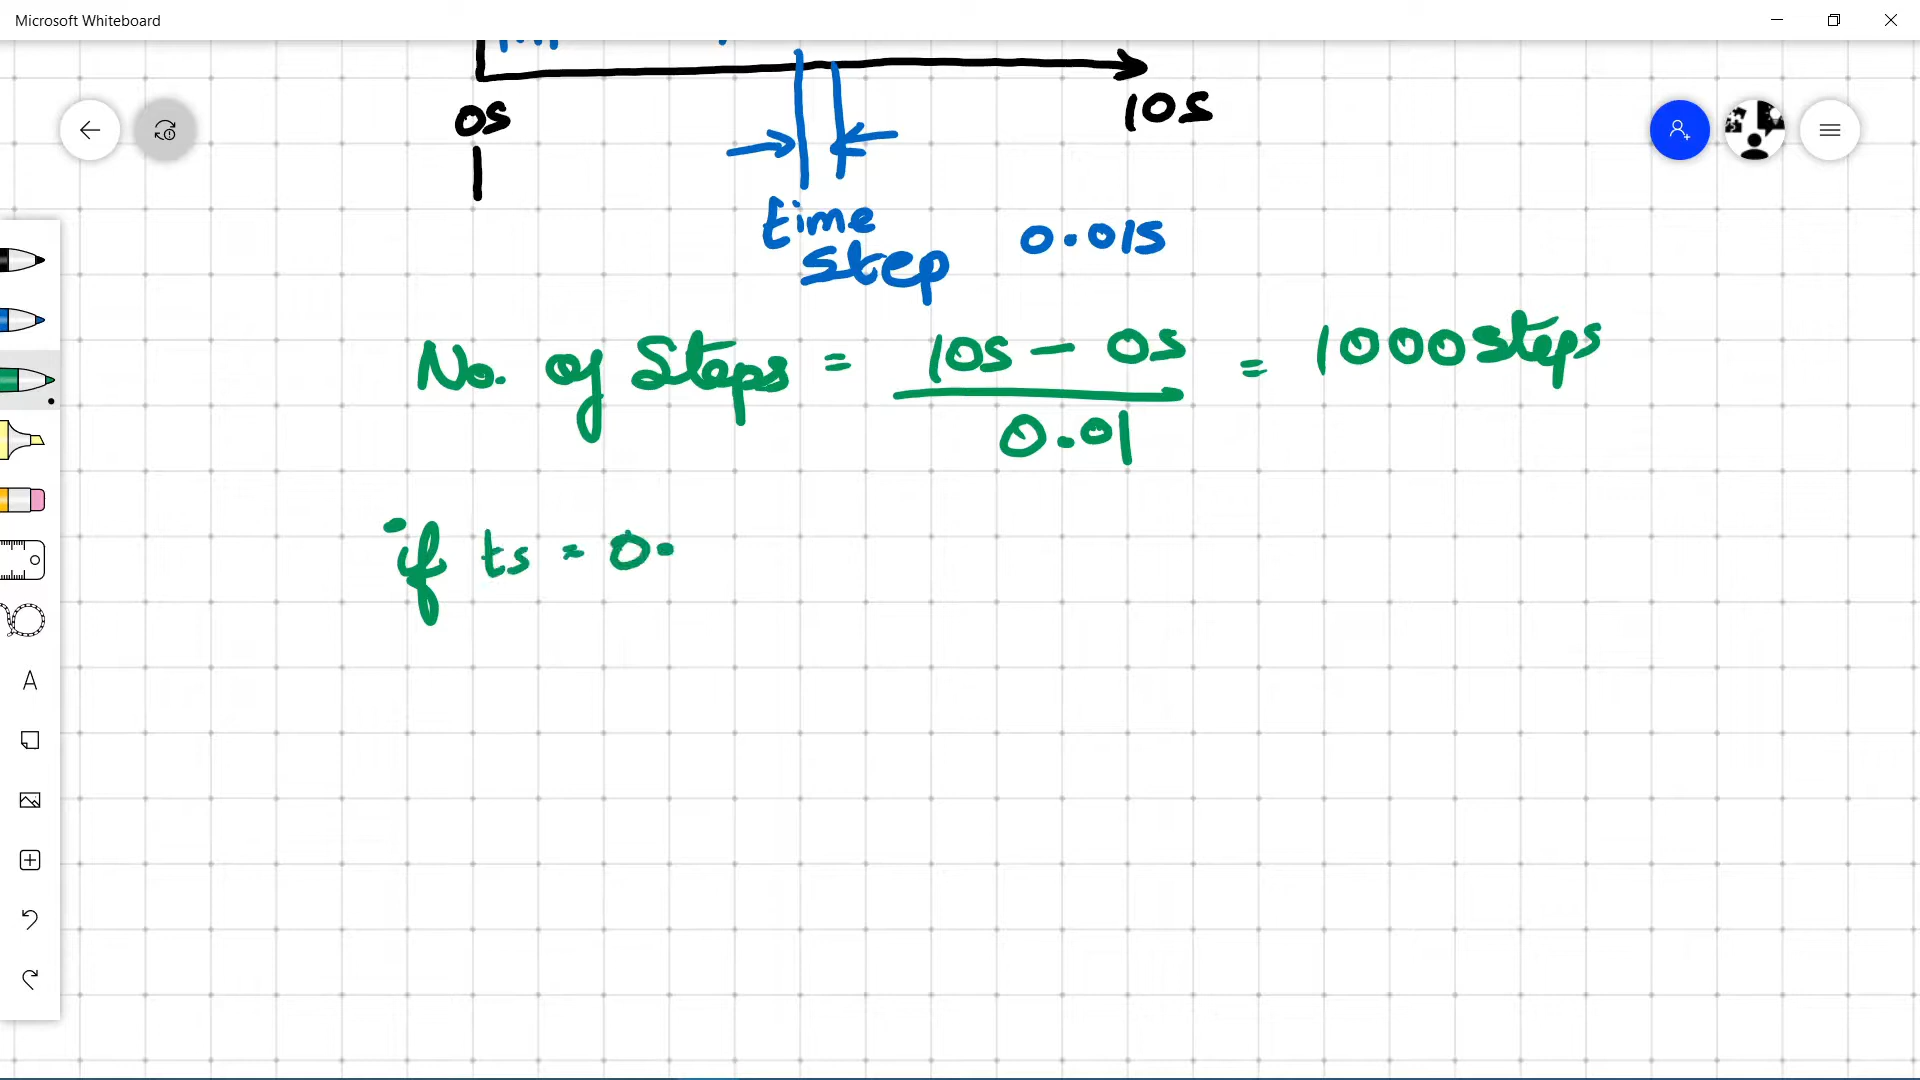 Microsoft Whiteboard
0s
10s
time
step
0.01s
No. of Steps = 10s - 0s = 1000 steps
0.01
if ts = 0.